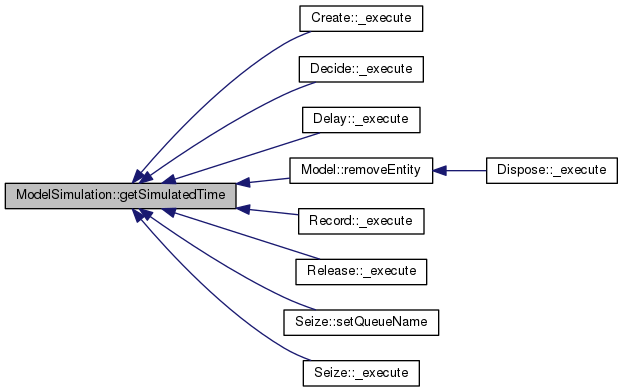 Create::_execute
Decide::_execute
Delay::_execute
Model::removeEntity
Dispose::_execute
ModelSimulation::getSimulatedTime
Record::_execute
Release::_execute
Seize::setQueueName
Seize::_execute